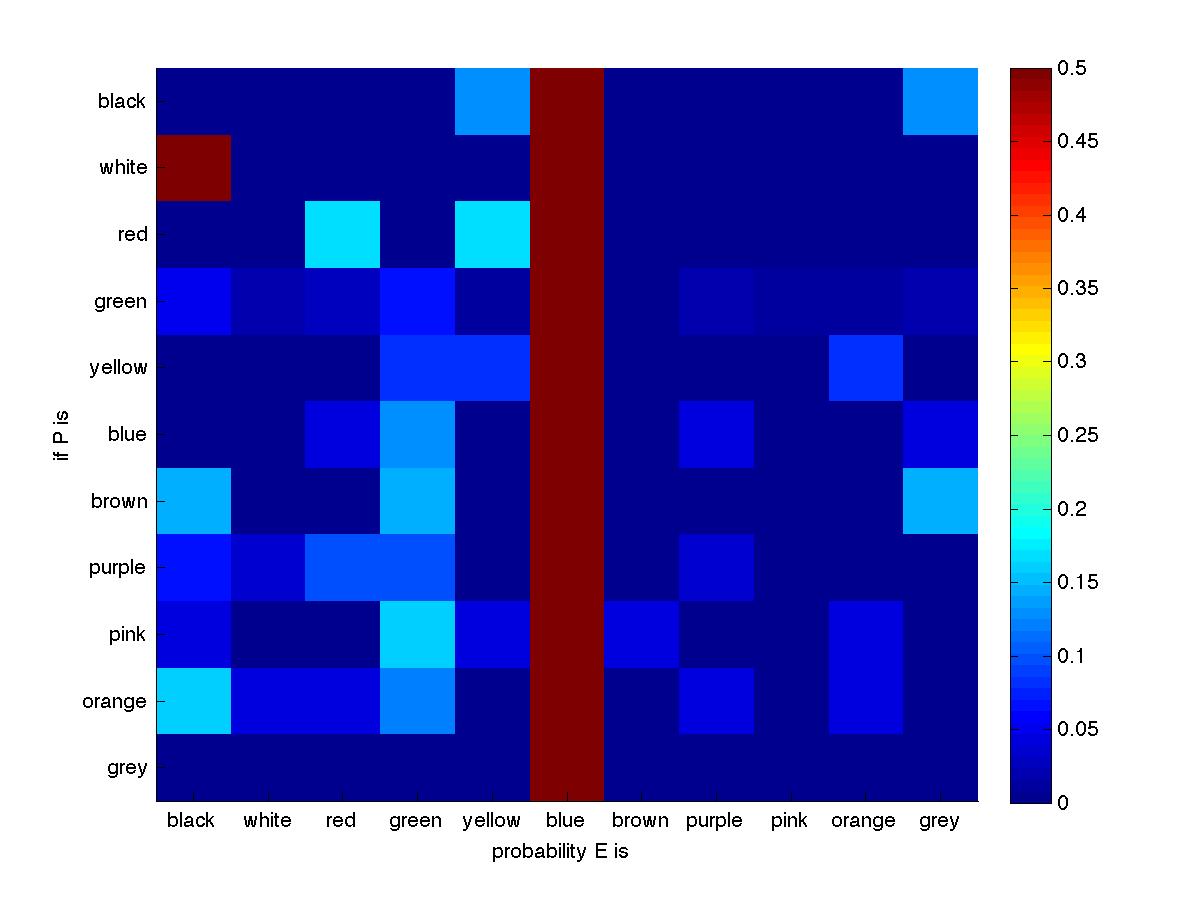 black
white
red
green
yellow
blue
brown
purple
pink
orange
grey
if P is
black white red green yellow blue brown purple pink orange grey
probability E is
0.5
0.45
0.4
0.35
0.3
0.25
0.2
0.15
0.1
0.05
0